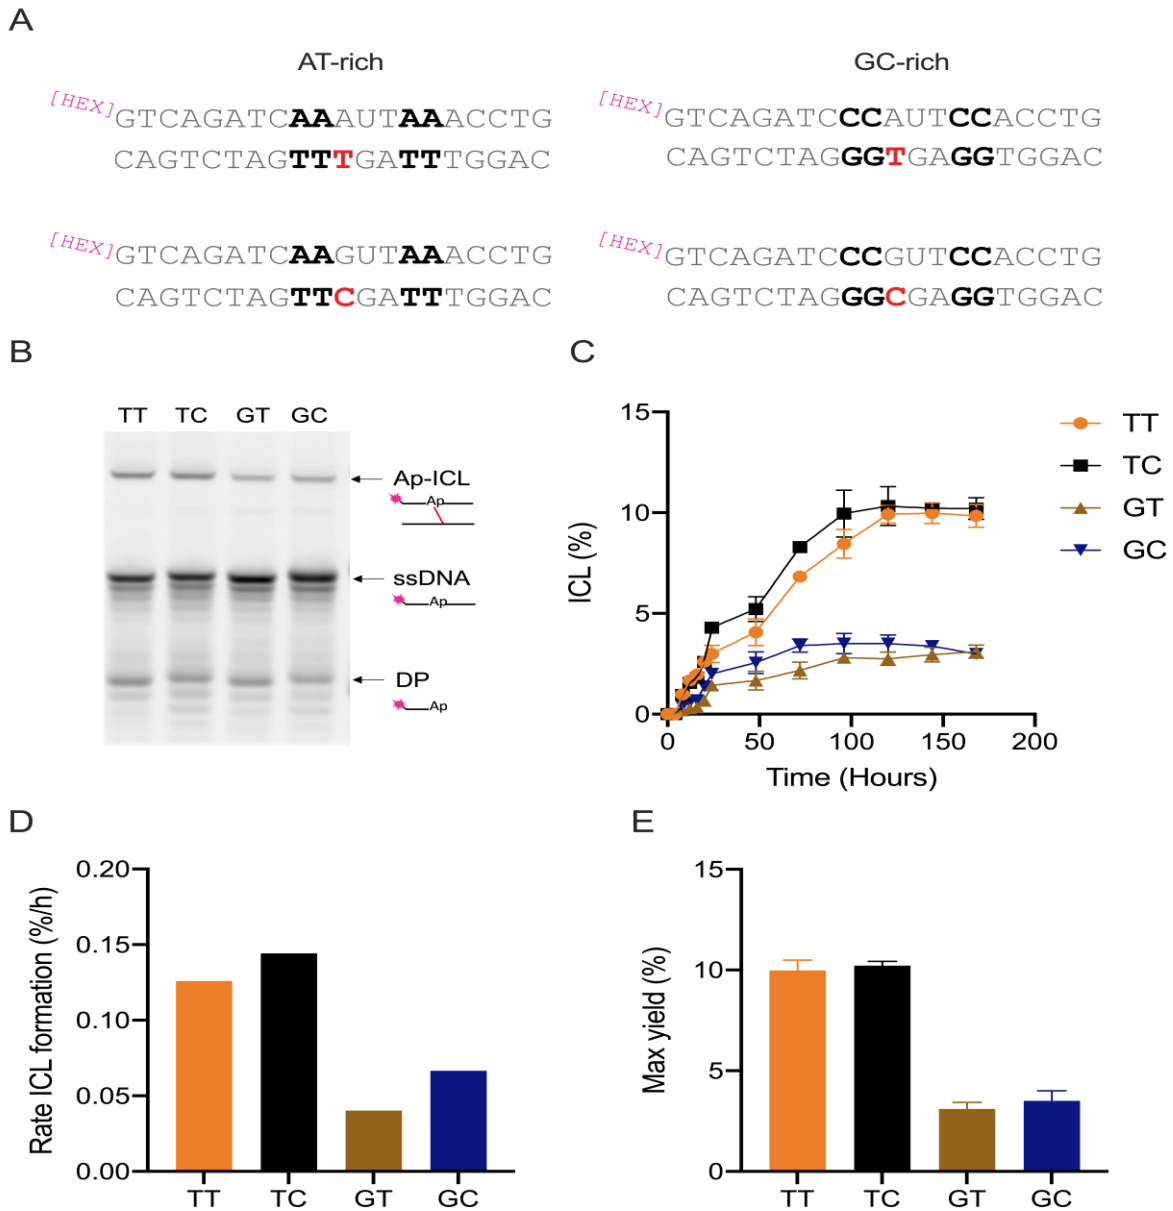 A
AT-rich
GC-rich
[HEX]GTCAGATCAAAUTAAACCTG
CAGTCTAGTTTGATTTGGAC
[HEX]GTCAGATCCCAUTCCACCTG
CAGTCTAGGGTGAGGTGGAC
[HEX]GTCAGATCAAGUTAAACCTG
CAGTCTAGTTCGATTTGGAC
[HEX]GTCAGATCCCGUTCCACCTG
CAGTCTAGGGCGAGGTGGAC
B
TT TC GT GC
Ap-ICL
Ap
ssDNA
Ap
DP
Ap
C
15
10
5
0
ICL (%)
0 50 100 150 200
Time (Hours)
TT
TC
GT
GC
D
0.20
0.15
0.10
0.05
0.00
Rate ICL formation (%/h)
TT TC GT GC
E
15
10
5
0
Max yield (%)
TT TC GT GC